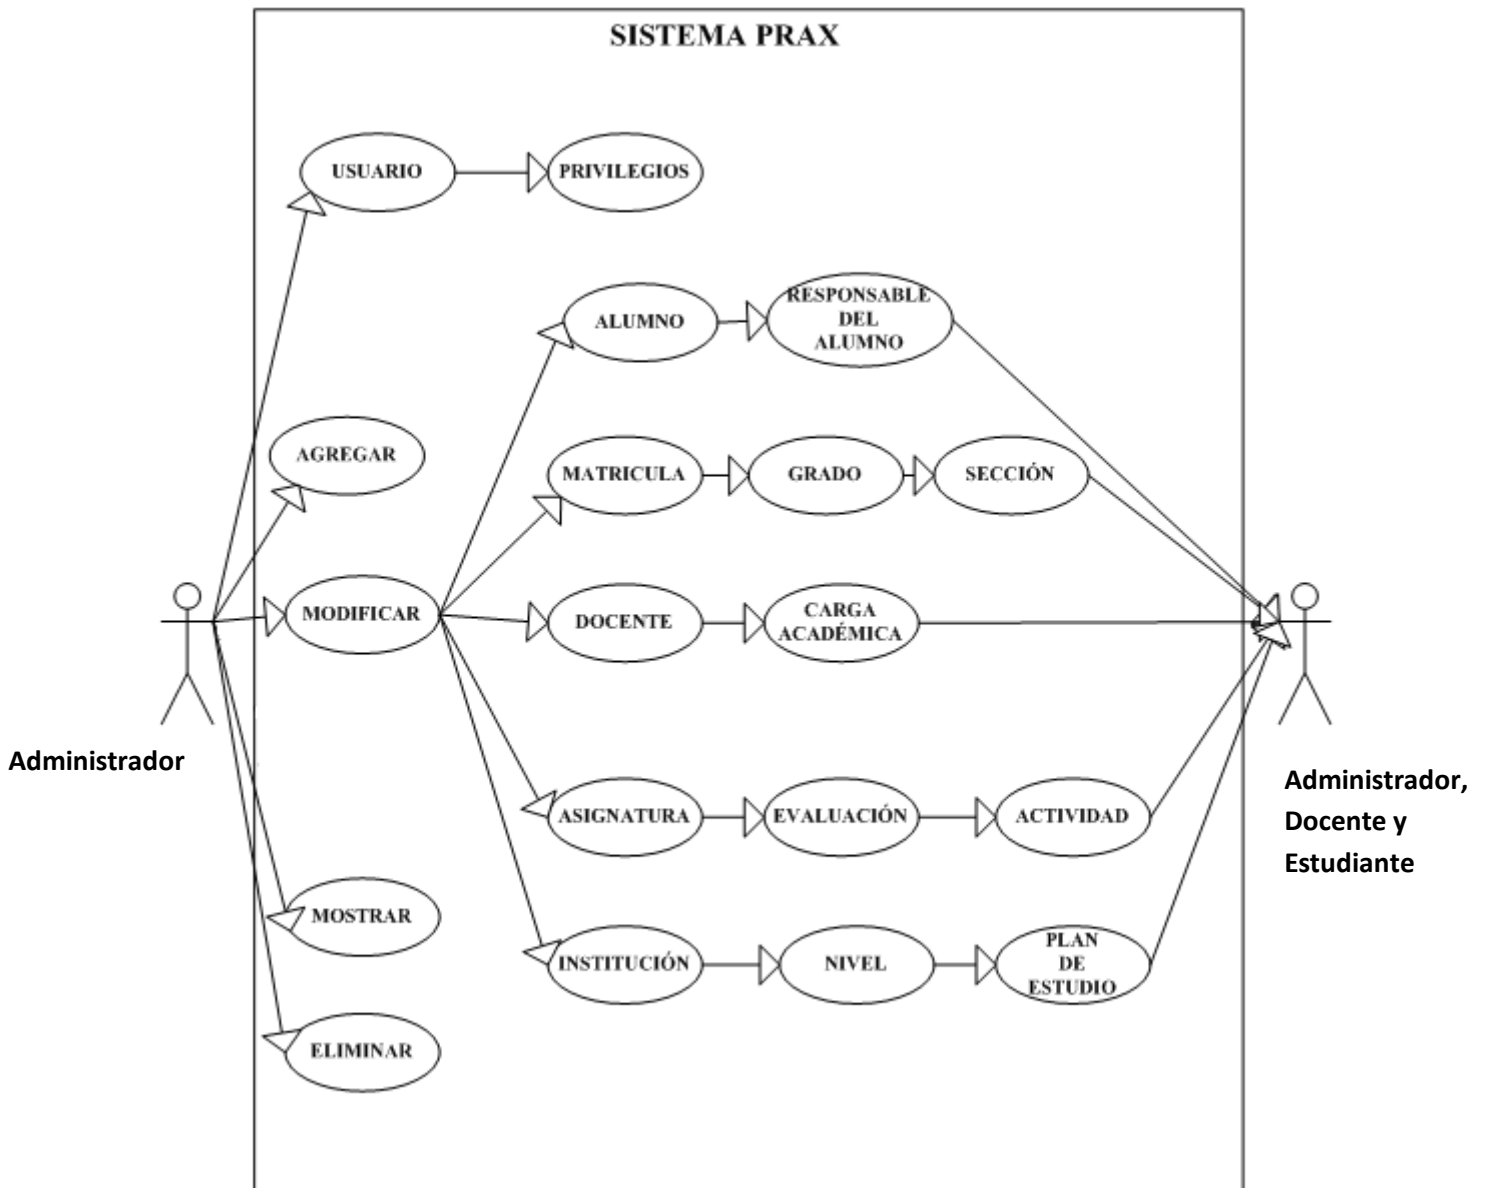 SISTEMA PRAX
USUARIO
PRIVILEGIOS
ALUMNO
RESPONSABLE
DEL
ALUMNO
AGREGAR
MATRICULA
GRADO
SECCIÓN
MODIFICAR
DOCENTE
CARGA
ACADÉMICA
Administrador
Administrador,
Docente y
Estudiante
ASIGNATURA
EVALUACIÓN
ACTIVIDAD
MOSTRAR
INSTITUCIÓN
NIVEL
PLAN
DE
ESTUDIO
ELIMINAR